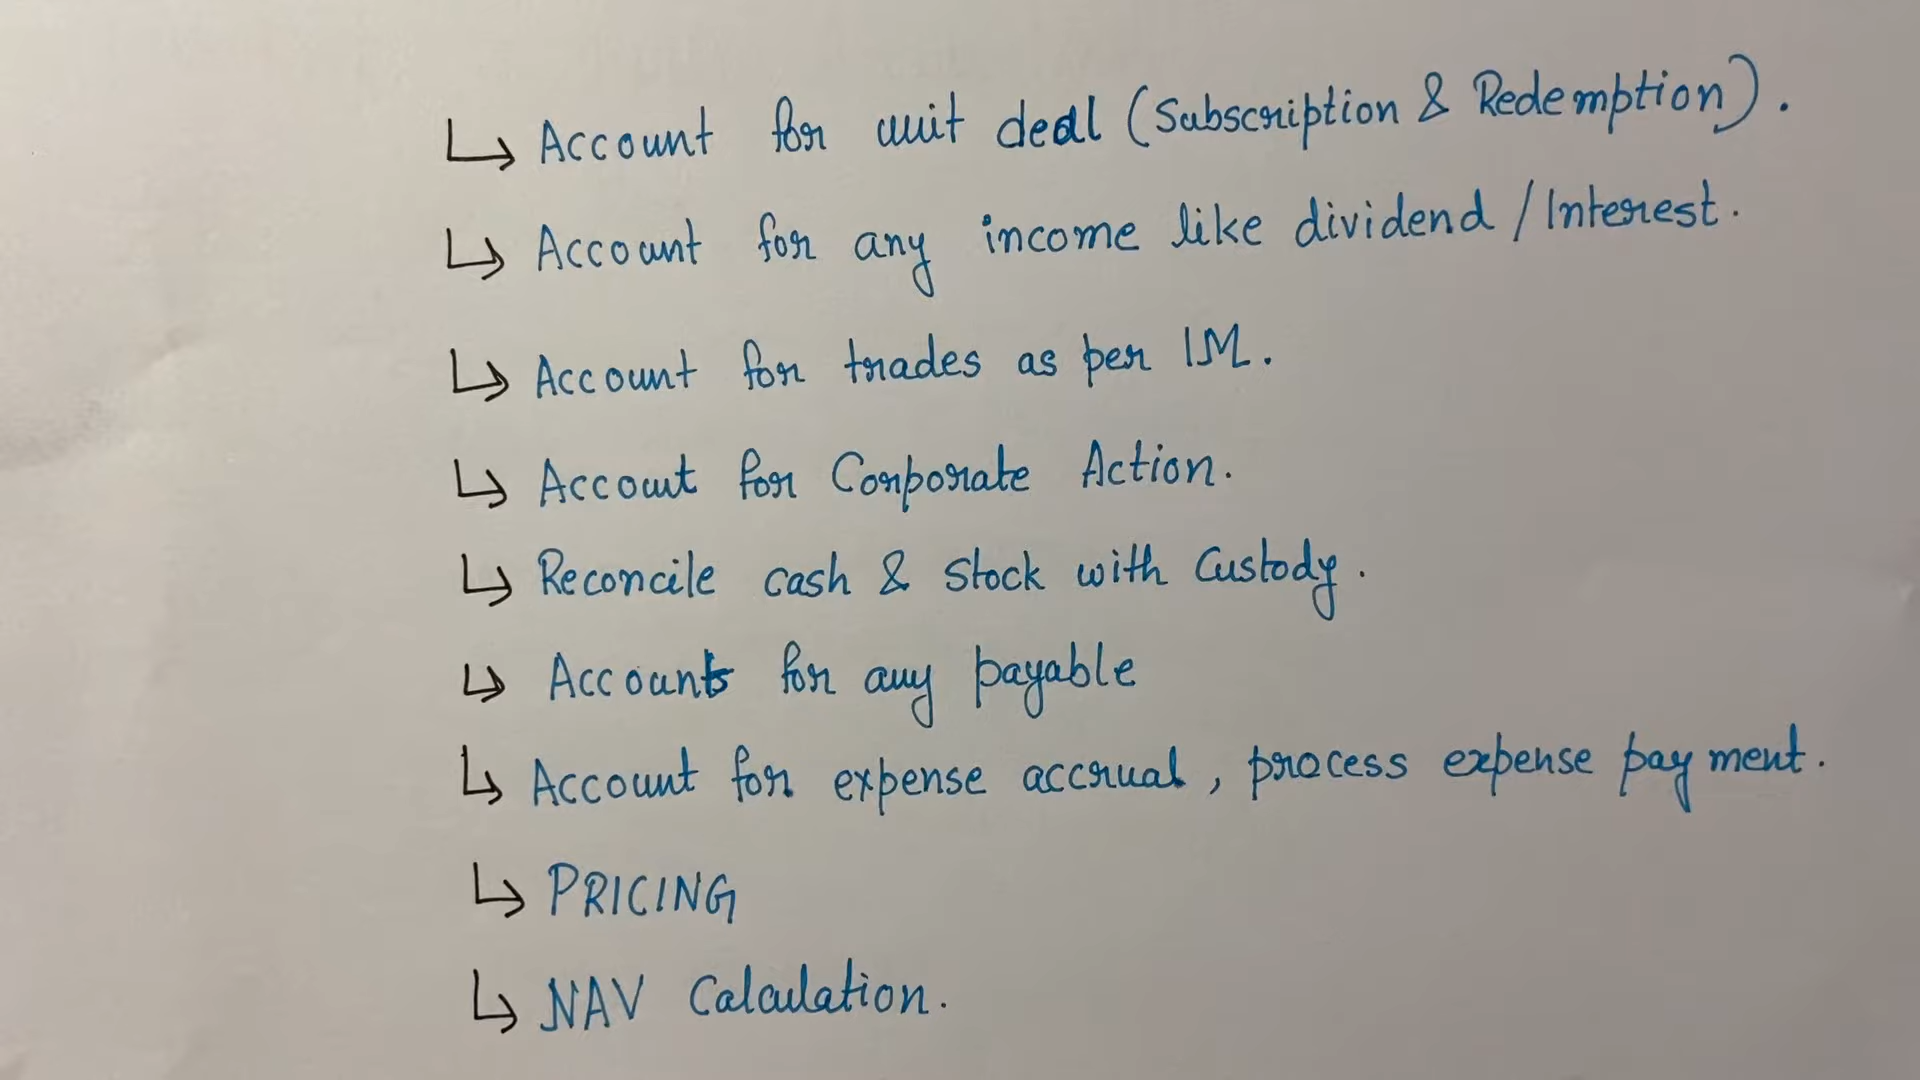 ↳ Account for unit deal (Subscription & Redemption).
↳ Account for any income like dividend / Interest.
↳ Account for trades as per IM.
↳ Account for Corporate Action.
↳ Reconcile cash & stock with Custody.
↳ Accounts for any payable
↳ Account for expense accrual, process expense payment.
↳ PRICING
↳ NAV Calculation.